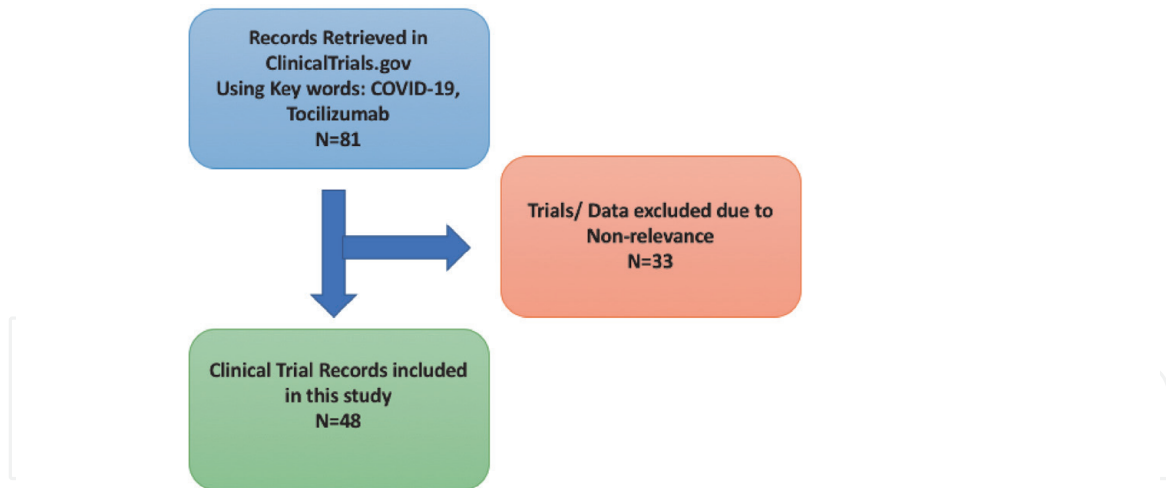 Records Retrieved in
ClinicalTrials.gov
Using Key words: COVID-19,
Tocilizumab
N=81
Trials/ Data excluded due to
Non-relevance
N=33
Clinical Trial Records included
in this study
N=48